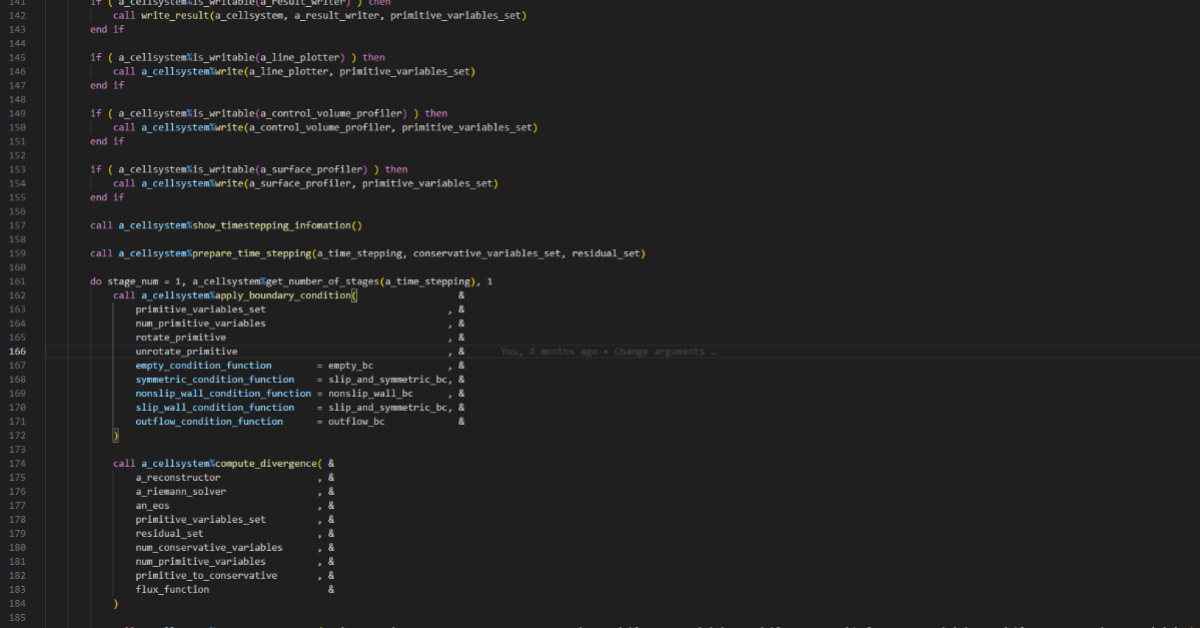 141 if ( a_cellsystem%is_writable(a_result_writer) ) then
142 call write_result(a_cellsystem, a_result_writer, primitive_variables_set)
143 end if
144
145 if ( a_cellsystem%is_writable(a_line_plotter) ) then
146 call a_cellsystem%write(a_line_plotter, primitive_variables_set)
147 end if
148
149 if ( a_cellsystem%is_writable(a_control_volume_profiler) ) then
150 call a_cellsystem%write(a_control_volume_profiler, primitive_variables_set)
151 end if
152
153 if ( a_cellsystem%is_writable(a_surface_profiler) ) then
154 call a_cellsystem%write(a_surface_profiler, primitive_variables_set)
155 end if
156
157 call a_cellsystem%show_timestepping_infomation()
158
159 call a_cellsystem%prepare_time_stepping(a_time_stepping, conservative_variables_set, residual_set)
160
161 do stage_num = 1, a_cellsystem%get_number_of_stages(a_time_stepping), 1
162 call a_cellsystem%apply_boundary_condition( &
163 primitive_variables_set , &
164 num_primitive_variables , &
165 rotate_primitive , &
166 unrotate_primitive , & You, 4 months ago • Change arguments …
167 empty_condition_function = empty_bc , &
168 symmetric_condition_function = slip_and_symmetric_bc, &
169 nonslip_wall_condition_function = nonslip_wall_bc , &
170 slip_wall_condition_function = slip_and_symmetric_bc, &
171 outflow_condition_function = outflow_bc &
172 )
173
174 call a_cellsystem%compute_divergence( &
175 a_reconstructor , &
176 a_riemann_solver , &
177 an_eos , &
178 primitive_variables_set , &
179 residual_set , &
180 num_conservative_variables , &
181 num_primitive_variables , &
182 primitive_to_conservative , &
183 flux_function &
184 )
185